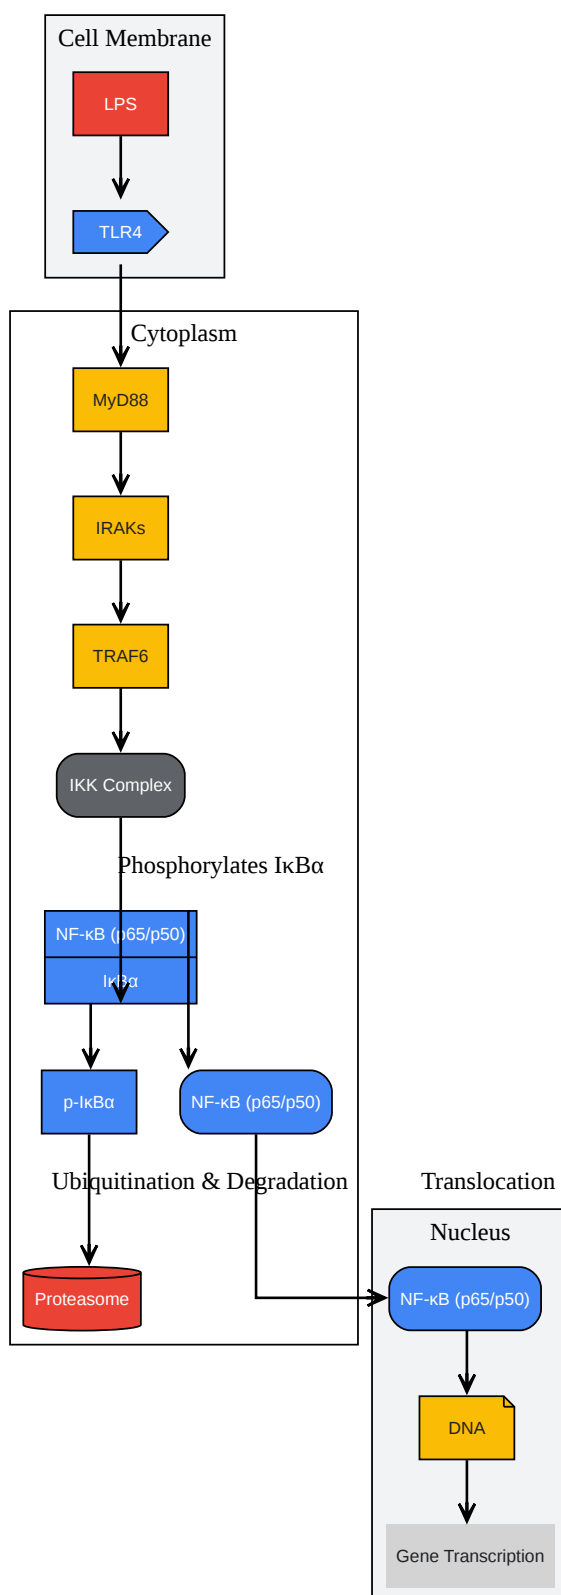 Cell Membrane
LPS
TLR4
Cytoplasm
MyD88
IRAKs
TRAF6
IKK Complex
Phosphorylates IκBα
NF-κB (p65/p50)
IκBα
p-IκBα
NF-κB (p65/p50)
Ubiquitination & Degradation
Translocation
Nucleus
Proteasome
NF-κB (p65/p50)
DNA
Gene Transcription